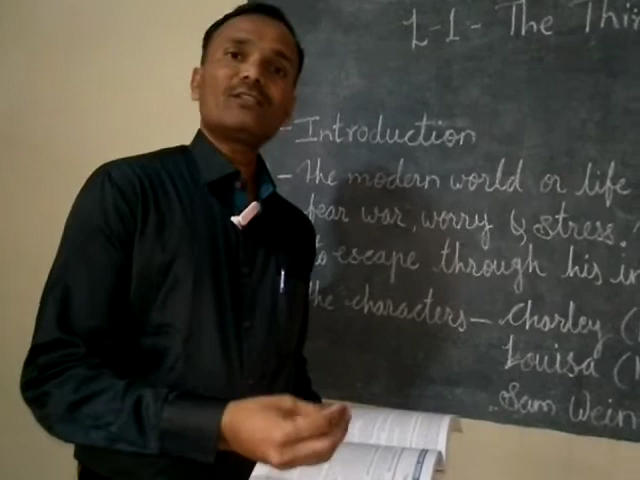 L-1- The Thi
- Introduction
- the modern world or life
fear war, worry & stress.
to escape through his in
the characters - Charley (
Louisa (
Sam Wein